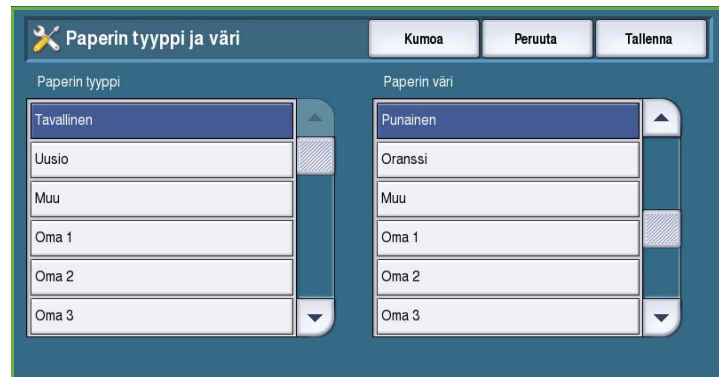 Paperin tyyppi ja väri
Kumoa
Peruuta
Tallenna
Paperin tyyppi
Tavallinen
Uusio
Muu
Oma 1
Oma 2
Oma 3
Paperin väri
Punainen
Oranssi
Muu
Oma 1
Oma 2
Oma 3